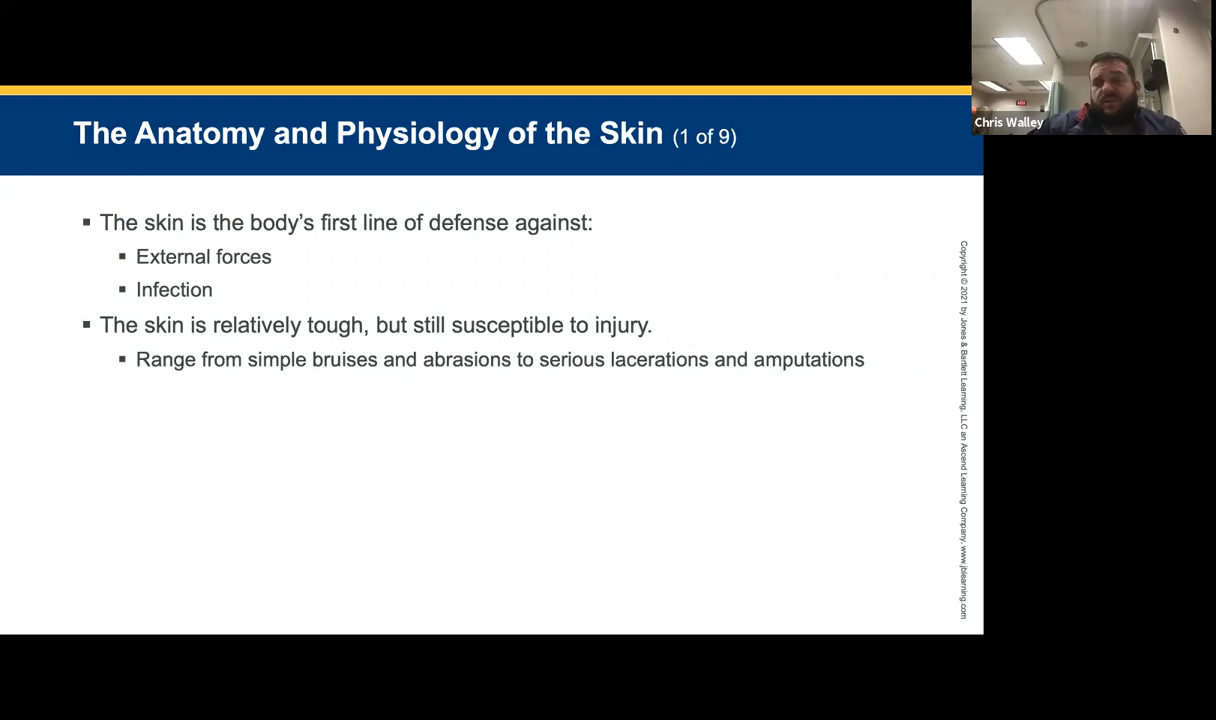 The Anatomy and Physiology of the Skin (1 of 9)
▪ The skin is the body's first line of defense against:
▪ External forces
▪ Infection
▪ The skin is relatively tough, but still susceptible to injury.
▪ Range from simple bruises and abrasions to serious lacerations and amputations
Copyright © 2021 by Jones & Bartlett Learning, LLC an Ascend Learning Company. www.jblearning.com
Chris Walley